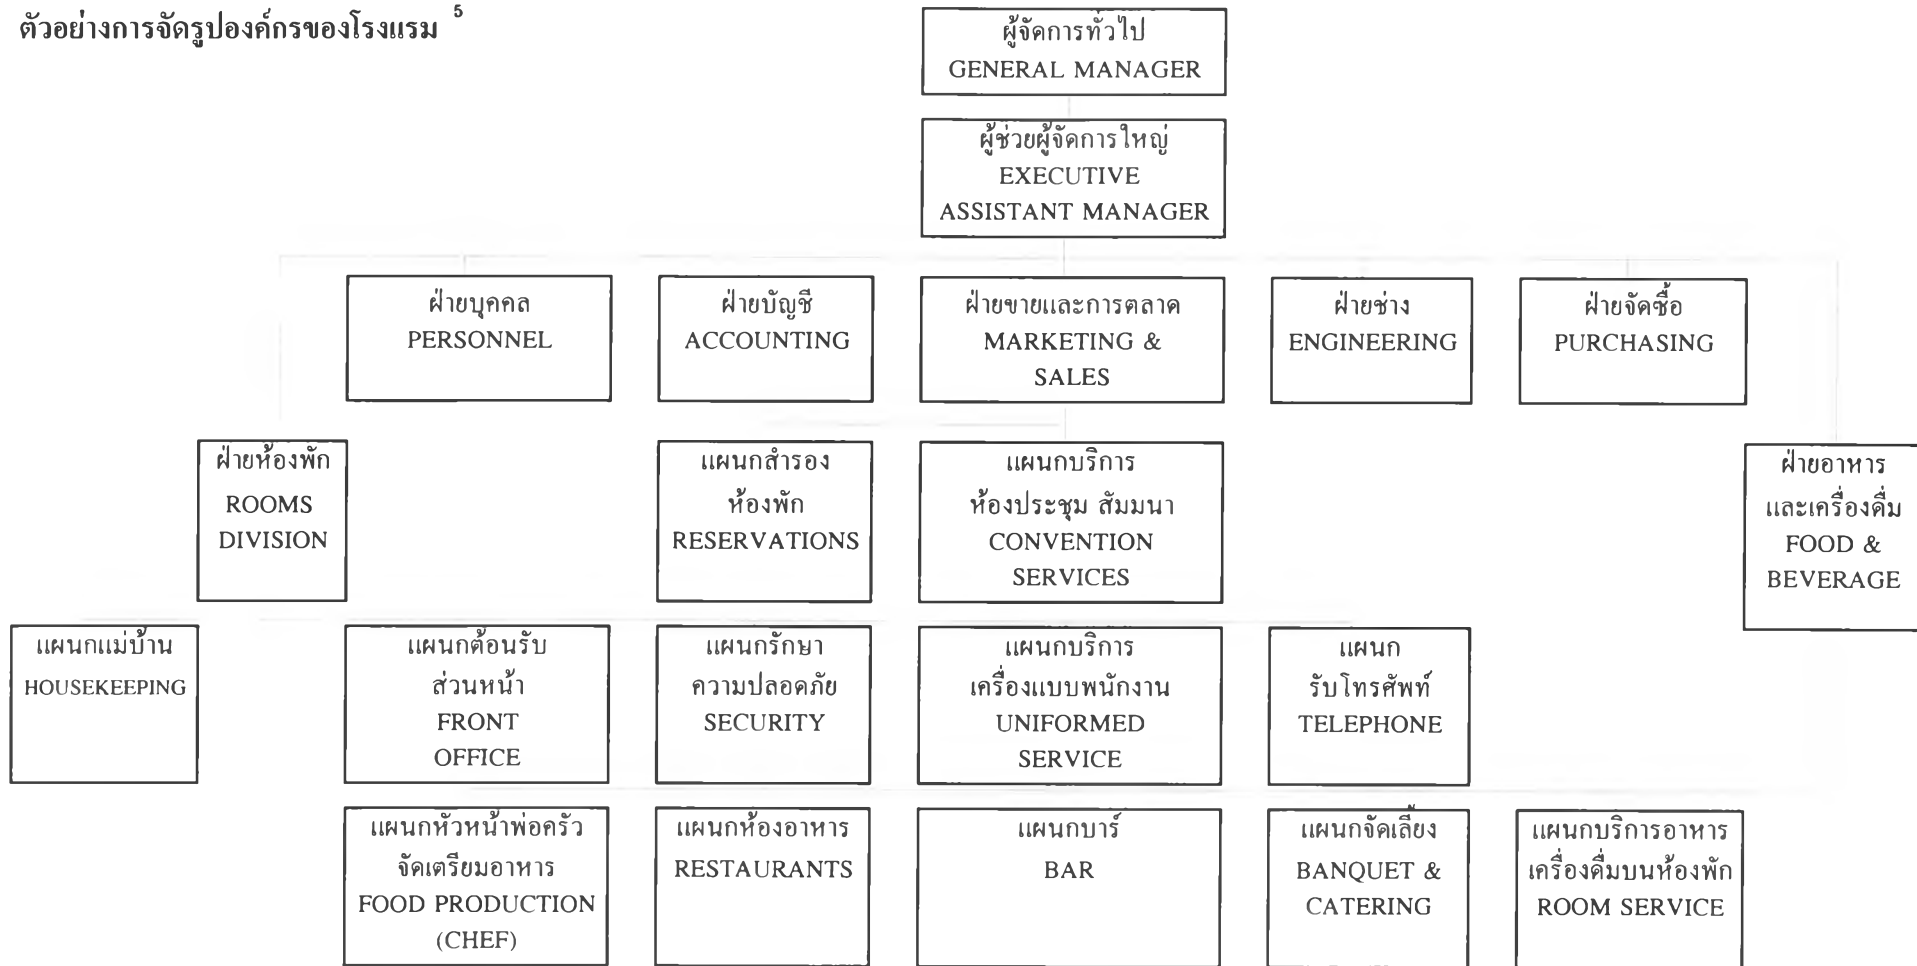 ตัวอย่างการจัดรูปองค์กรของโรงแรม 5
ผู้จัดการทั่วไป
GENERAL MANAGER
ผู้ช่วยผู้จัดการใหญ่
EXECUTIVE
ASSISTANT MANAGER
ฝ่ายบุคคล
PERSONNEL
ฝ่ายบัญชี
ACCOUNTING
ฝ่ายขายและการตลาด
MARKETING &
SALES
ฝ่ายช่าง
ENGINEERING
ฝ่ายจัดซื้อ
PURCHASING
ฝ่ายห้องพัก
ROOMS
DIVISION
แผนกสำรอง
ห้องพัก
RESERVATIONS
แผนกบริการ
ห้องประชุม สัมมนา
CONVENTION
SERVICES
ฝ่ายอาหาร
และเครื่องดื่ม
FOOD &
BEVERAGE
แผนกแม่บ้าน
HOUSEKEEPING
แผนกต้อนรับ
ส่วนหน้า
FRONT
OFFICE
แผนกรักษา
ความปลอดภัย
SECURITY
แผนกบริการ
เครื่องแบบพนักงาน
UNIFORMED
SERVICE
แผนก
รับโทรศัพท์
TELEPHONE
แผนกหัวหน้าพ่อครัว
จัดเตรียมอาหาร
FOOD PRODUCTION
(CHEF)
แผนกห้องอาหาร
RESTAURANTS
แผนกบาร์
BAR
แผนกจัดเลี้ยง
BANQUET &
CATERING
แผนกบริการอาหาร
เครื่องดื่มบนห้องพัก
ROOM SERVICE